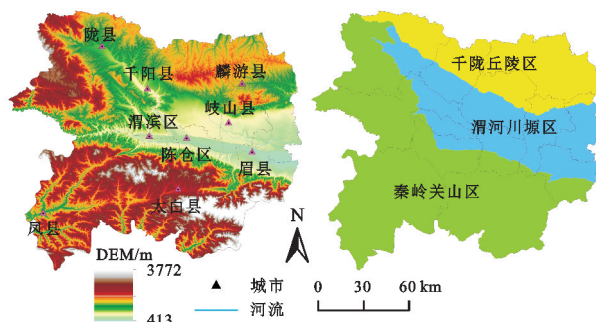 陇县
千阳县
麟游县
岐山县
渭滨区
陈仓区
眉县
太白县
凤县
千陇丘陵区
渭河川塬区
秦岭关山区
N
DEM/m
3772
413
城市
河流
0 30 60 km